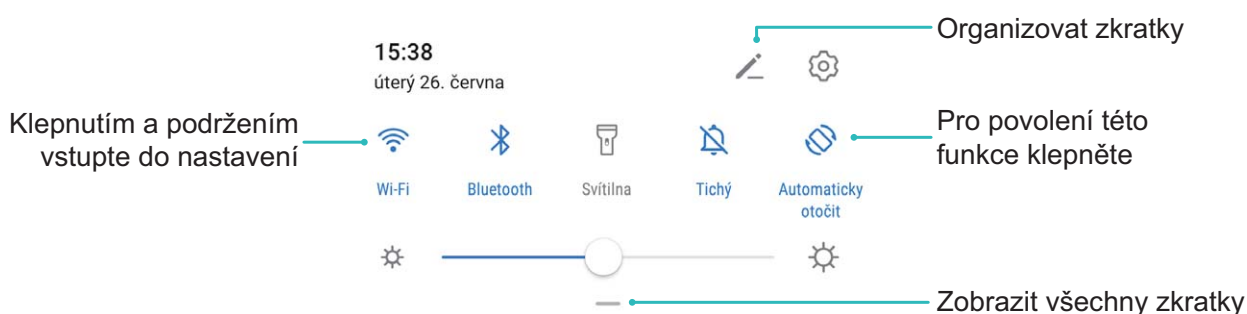 Organizovat zkratky
15:38
úterý 26. června
Klepnutím a podržením
vstupte do nastavení
Pro povolení této
funkce klepněte
Wi-Fi
Bluetooth
Svítilna
Tichý
Automaticky
otočit
Zobrazit všechny zkratky